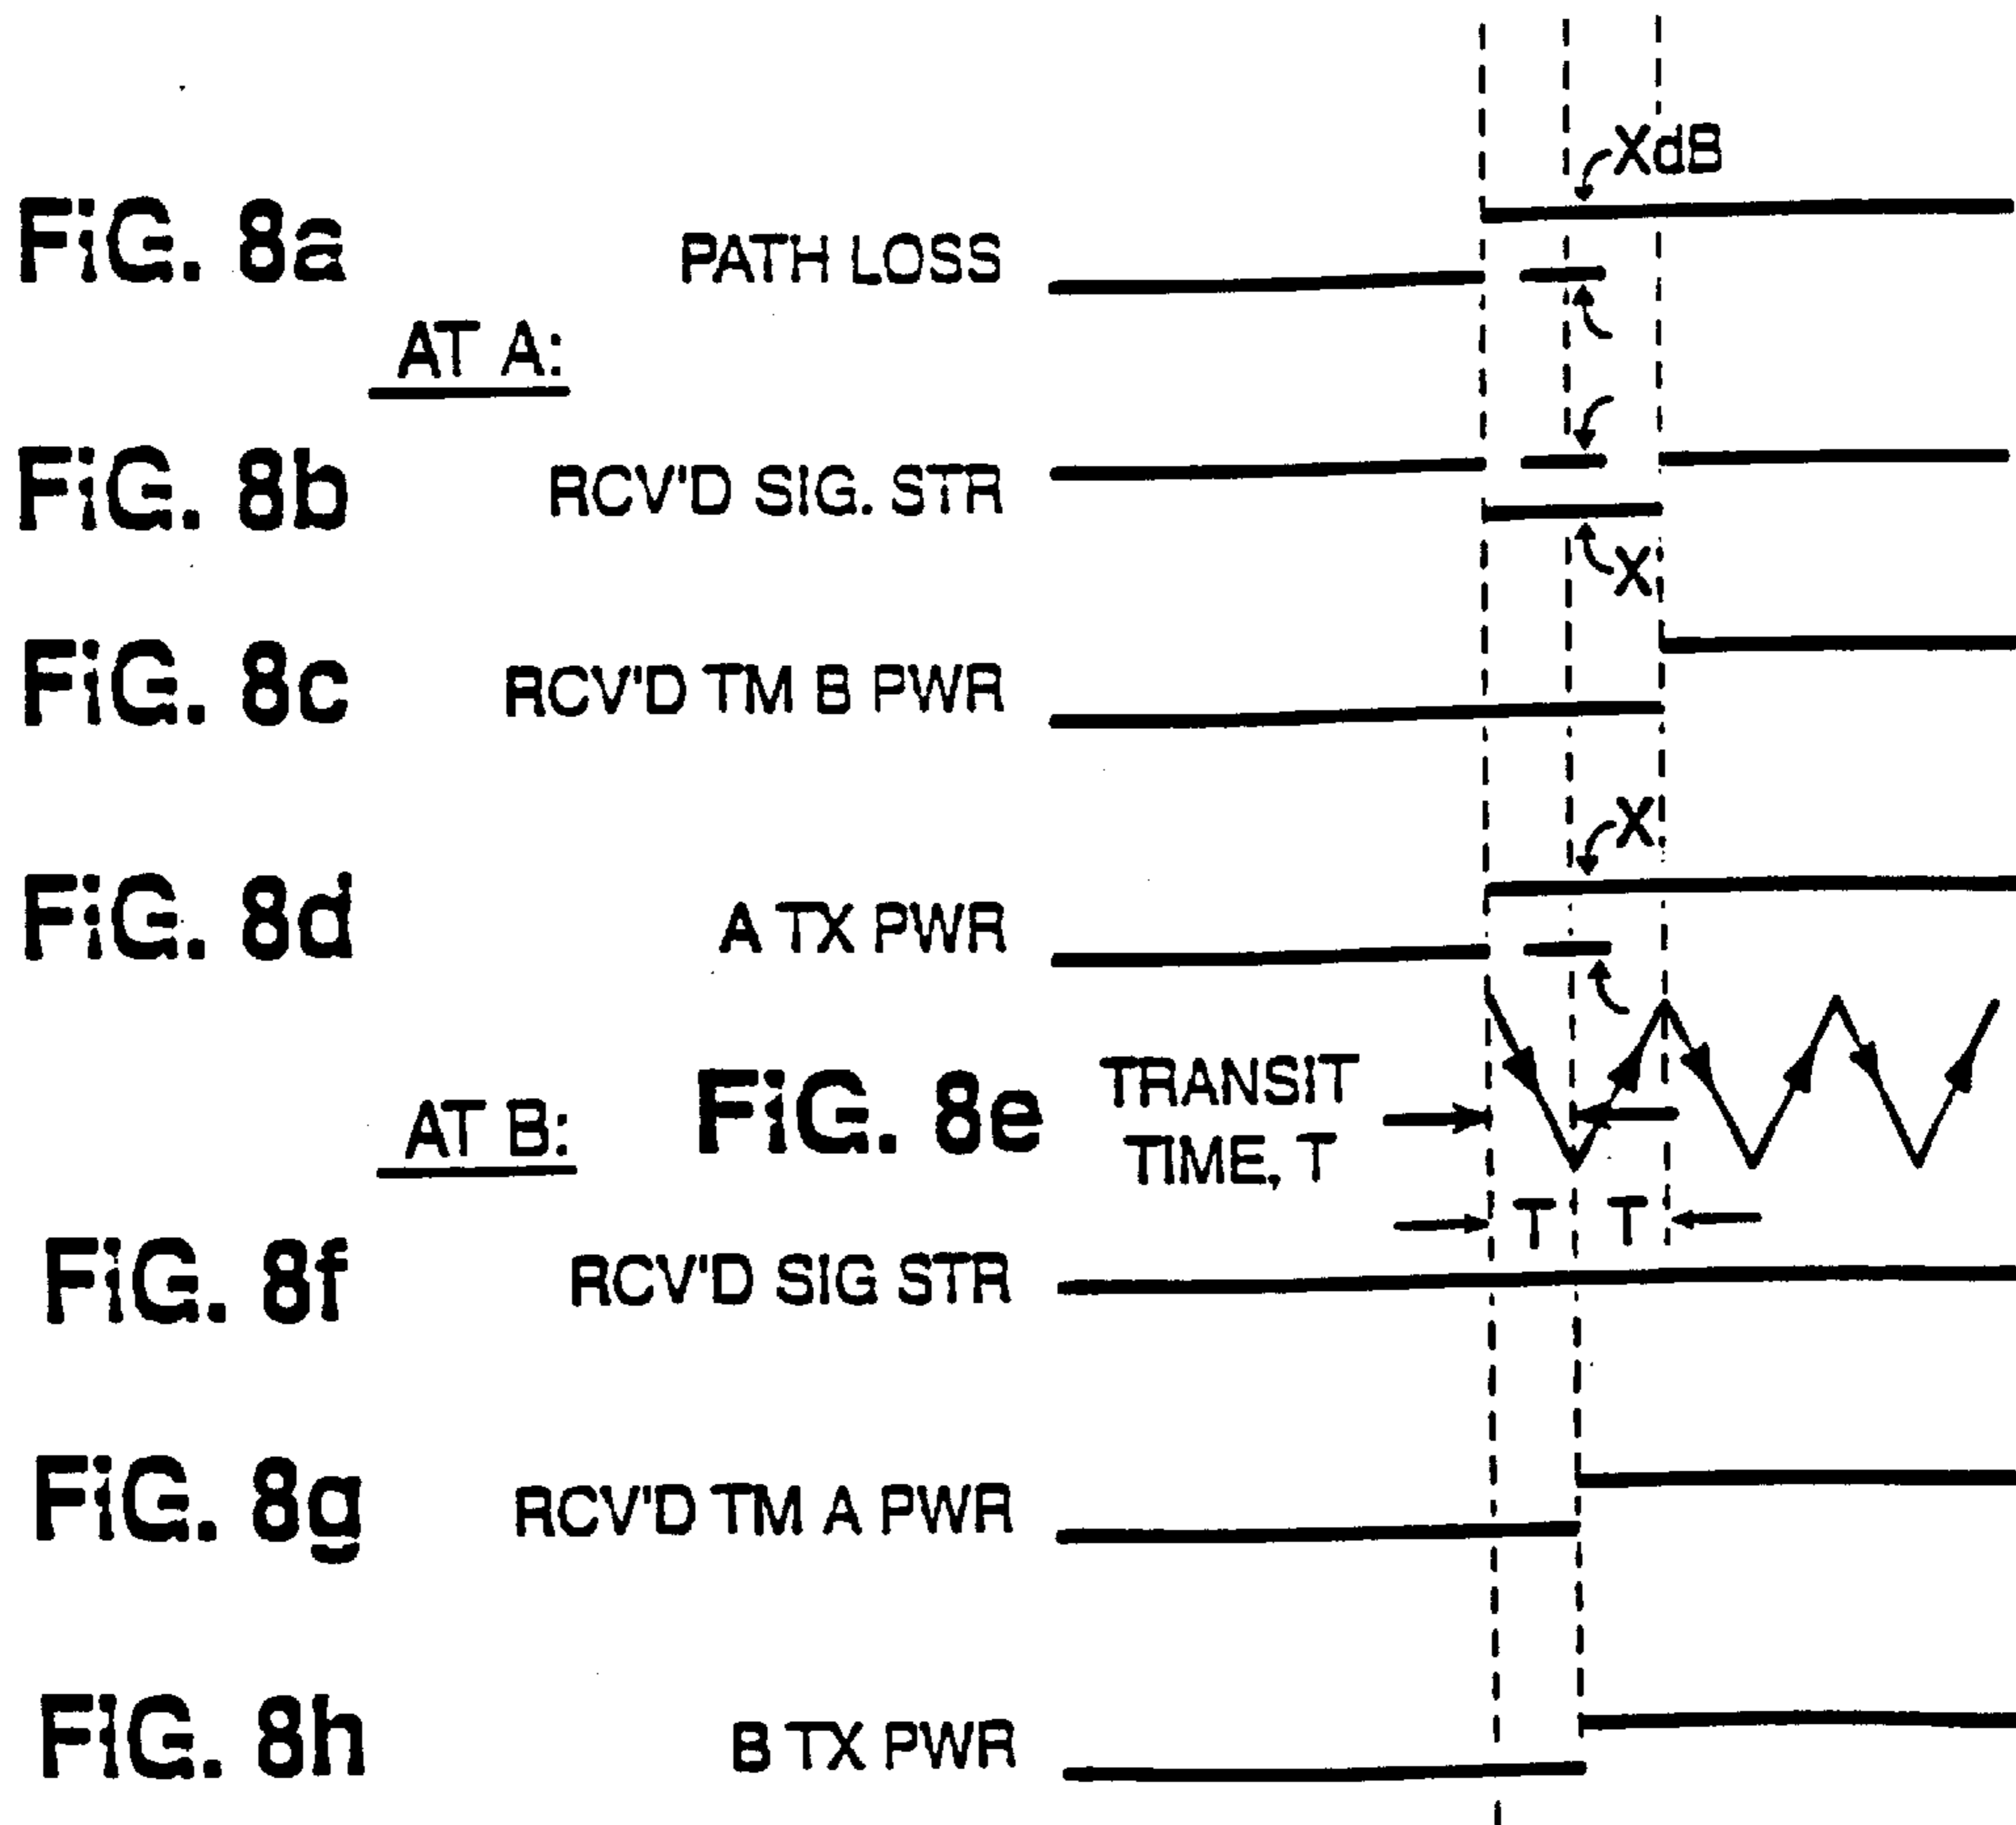 XdB
FiG. 8a PATH LOSS
AT A:
FiG. 8b RCV'D SIG. STR
X
FiG. 8c RCV'D TM B PWR
X
FiG. 8d A TX PWR
AT B: FiG. 8e TRANSIT
TIME, T
T T
FiG. 8f RCV'D SIG STR
FiG. 8g RCV'D TM A PWR
FiG. 8h B TX PWR